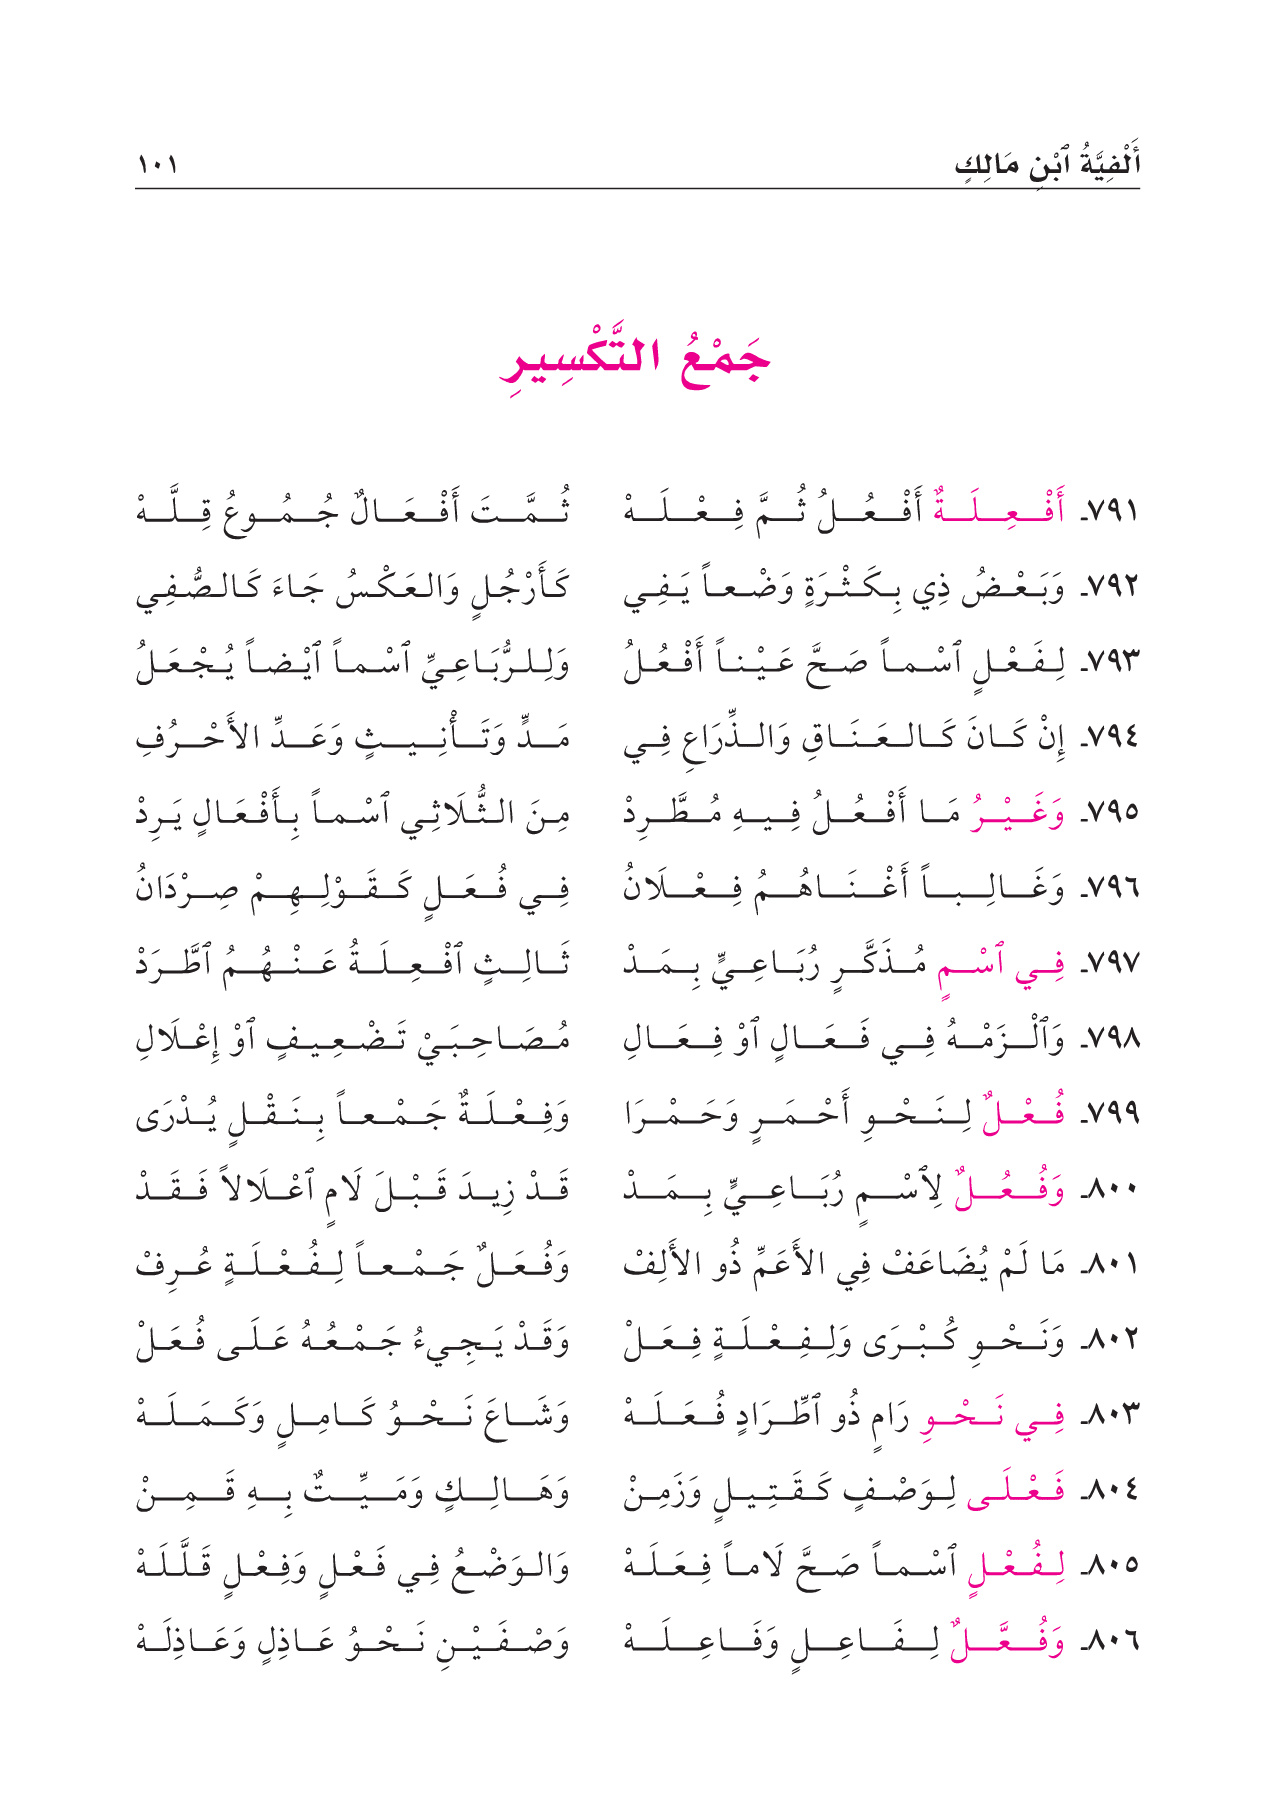 أَلْفِيَّةُ ٱبْنِ مَالِكٍ ١٠١
جَمْعُ التَّكْسِيرِ
٧٩١ـ أَفْعِلَةٌ أَفْعُلُ ثُمَّ فِعْلَهْ ثُمَّتَ أَفْعَالٌ جُمُوعُ قِلَّهْ
٧٩٢ـ وَبَعْضُ ذِي بِكَثْرَةٍ وَضْعاً يَفِي كَأَرْجُلٍ وَالعَكْسُ جَاءَ كَالصُّفِي
٧٩٣ـ لِفَعْلٍ ٱسْماً صَحَّ عَيْناً أَفْعُلُ وَلِلرُّبَاعِيِّ ٱسْماً ٱيْضاً يُجْعَلُ
٧٩٤ـ إِنْ كَانَ كَالعَنَاقِ وَالذِّرَاعِ فِي مَدٍّ وَتَأْنِيثٍ وَعَدِّ الأَحْرُفِ
٧٩٥ـ وَغَيْرُ مَا أَفْعُلُ فِيهِ مُطَّرِدْ مِنَ الثُّلَاثِي ٱسْماً بِأَفْعَالٍ يَرِدْ
٧٩٦ـ وَغَالِباً أَغْنَاهُمُ فِعْلَانُ فِي فُعَلٍ كَقَوْلِهِمْ صِرْدَانُ
٧٩٧ـ فِي ٱسْمٍ مُذَكَّرٍ رُبَاعِيٍّ بِمَدْ ثَالِثٍ ٱفْعِلَةُ عَنْهُمُ ٱطَّرَدْ
٧٩٨ـ وَٱلْزَمْهُ فِي فَعَالٍ ٱوْ فِعَالِ مُصَاحِبَيْ تَضْعِيفٍ ٱوْ إِعْلَالِ
٧٩٩ـ فُعْلٌ لِنَحْوِ أَحْمَرٍ وَحَمْرَا وَفِعْلَةٌ جَمْعاً بِنَقْلٍ يُدْرَى
٨٠٠ـ وَفُعُلٌ لِٱسْمٍ رُبَاعِيٍّ بِمَدْ قَدْ زِيدَ قَبْلَ لَامٍ ٱعْلَالاً فَقَدْ
٨٠١ـ مَا لَمْ يُضَاعَفْ فِي الأَعَمِّ ذُو الأَلِفْ وَفُعَلٌ جَمْعاً لِفُعْلَةٍ عُرِفْ
٨٠٢ـ وَنَحْوِ كُبْرَى وَلِفِعْلَةٍ فِعَلْ وَقَدْ يَجِيءُ جَمْعُهُ عَلَى فُعَلْ
٨٠٣ـ فِي نَحْوِ رَامٍ ذُو ٱطِّرَادٍ فُعَلَهْ وَشَاعَ نَحْوُ كَامِلٍ وَكَمَلَهْ
٨٠٤ـ فَعْلَى لِوَصْفٍ كَقَتِيلٍ وَزَمِنْ وَهَالِكٍ وَمَيِّتٌ بِهِ قَمِنْ
٨٠٥ـ لِفُعْلٍ ٱسْماً صَحَّ لَاماً فِعَلَهْ وَالوَضْعُ فِي فَعْلٍ وَفِعْلٍ قَلَّلَهْ
٨٠٦ـ وَفُعَّلٌ لِفَاعِلٍ وَفَاعِلَهْ وَصْفَيْنِ نَحْوُ عَاذِلٍ وَعَاذِلَهْ